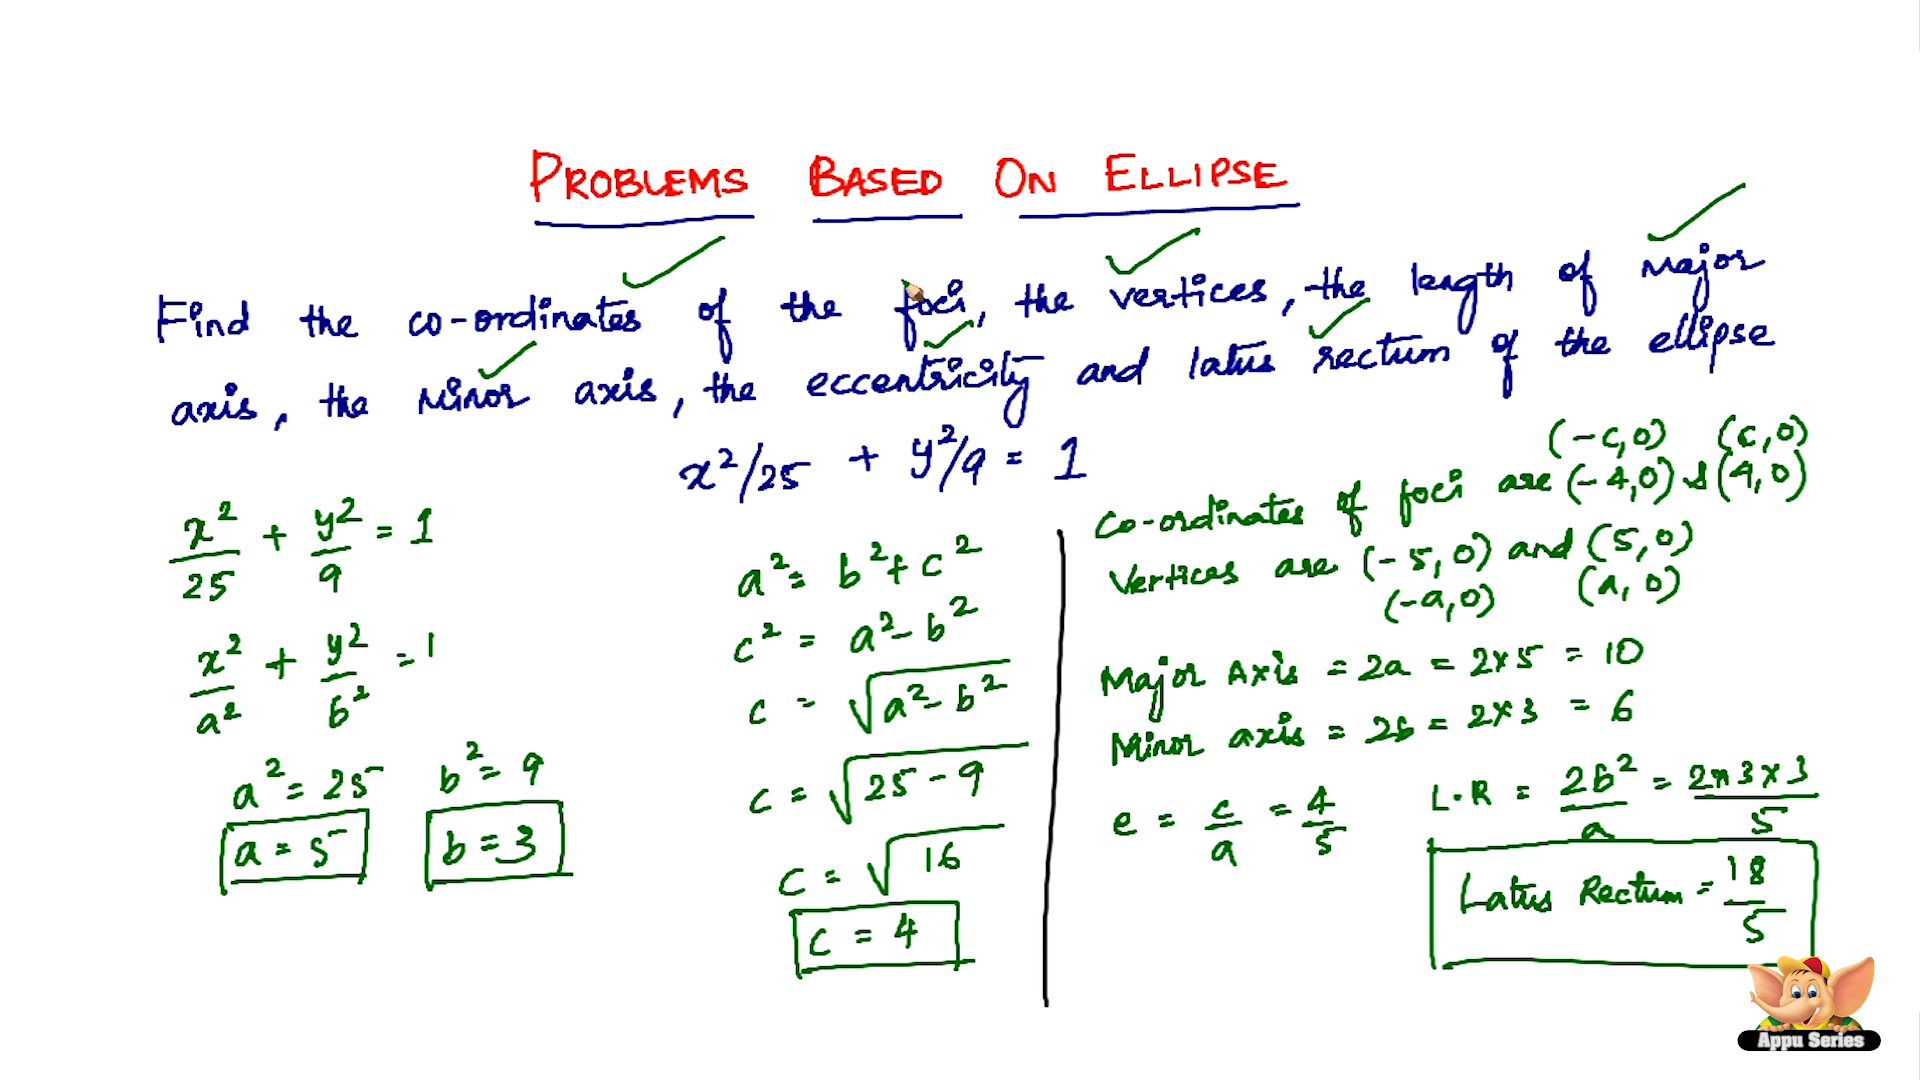 PROBLEMS BASED ON ELLIPSE
Find the co-ordinates of the foci, the vertices, the length of Major
axis, the Minor axis, the eccentricity and latus rectum of the ellipse
x²/25 + y²/9 = 1
x²/25 + y²/9 = 1
x²/a² + y²/b² = 1
a² = 25 b² = 9
a = 5 b = 3
a² = b² + c²
c² = a² - b²
c = √a² - b²
c = √25 - 9
c = √16
c = 4
(-c,0) (c,0)
Co-ordinates of foci are (-4,0) & (4,0)
Vertices are (-5,0) and (5,0)
(-a,0) (a,0)
Major Axis = 2a = 2×5 = 10
Minor axis = 2b = 2×3 = 6
e = c/a = 4/5
L.R = 2b²/a = 2×3×3/5
Latus Rectum = 18/5
Appu Series